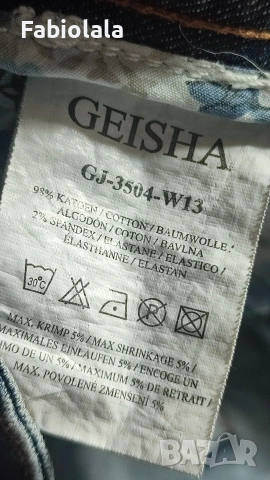 Fabiolala
GEISHA
GJ-3504-W13
98% KATOEN / COTTON / BAUMWOLLE
ALGODON / COTON / BAVLNA
2% SPANDEX / ELASTANE / ELASTICO /
ELASTHANNE / ELASTAN
30°C
MAX. KRIMP 5% / MAX SHRINKAGE 5% /
MAXIMALES EINLAUFEN 5% / ENCOGE UN
IMO DE UN 5% / MAXIMUM 5% DE RETRAIT /
MAX. POVOLENÉ ZMENSENÍ 5%
BAZAR